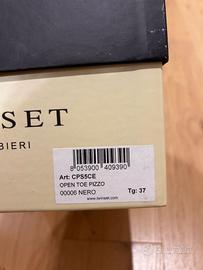 SET
BIERI
8 053900 409390
Art: CPS5CE
OPEN TOE PIZZO
00006 NERO
Tg: 37
www.twinset.com